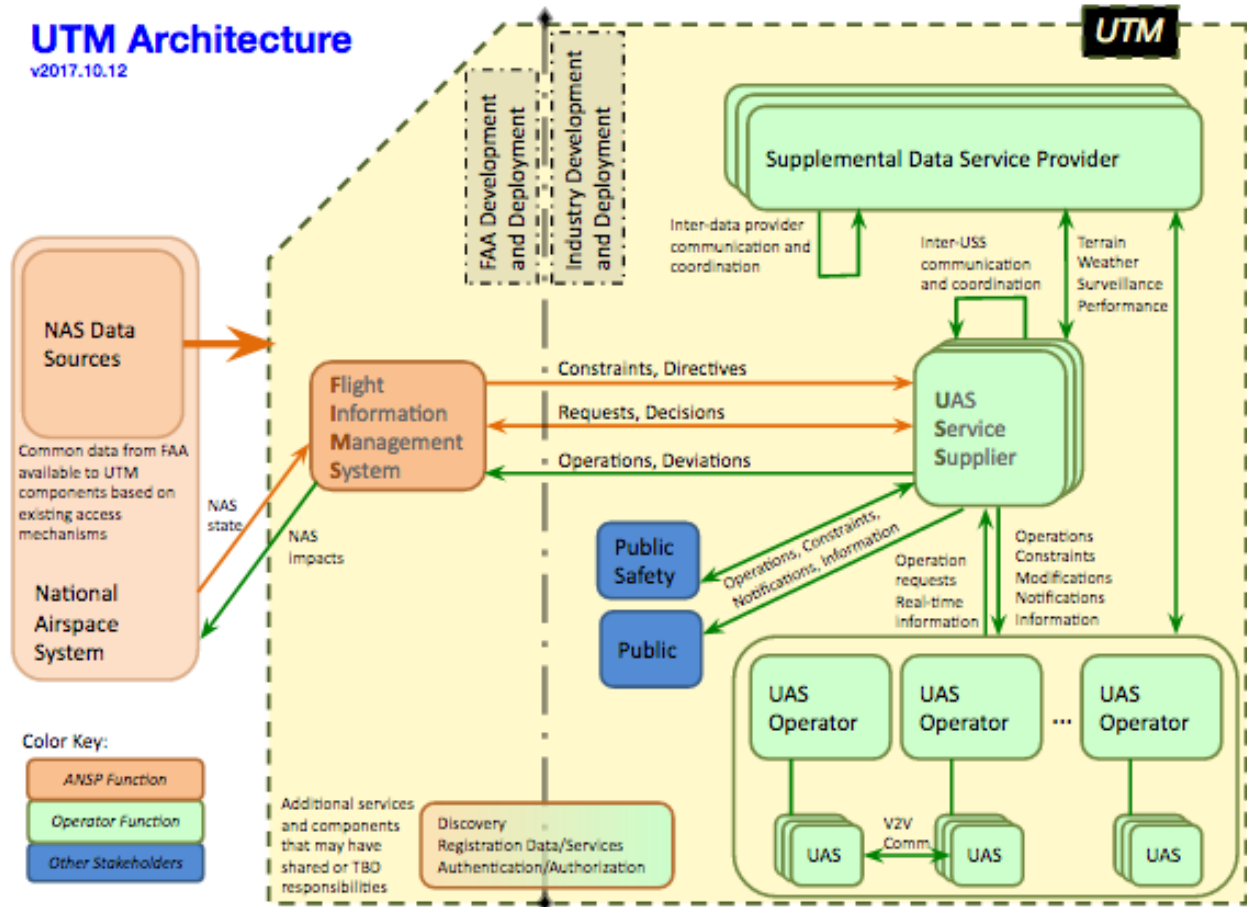 UTM Architecture
v2017.10.12
UTM
FAA Development
and Deployment
Industry Development
and Deployment
Supplemental Data Service Provider
Inter-data provider
communication and
coordination
Inter-USS
communication
and coordination
Terrain
Weather
Surveillance
Performance
NAS Data
Sources
Common data from FAA
available to UTM
components based on
existing access
mechanisms
National
Airspace
System
NAS
state
NAS
impacts
Flight
Information
Management
System
Constraints, Directives
Requests, Decisions
Operations, Deviations
UAS
Service
Supplier
Public
Safety
Public
Operations, Constraints,
Notifications, Information
Operation
requests
Real-time
information
Operations
Constraints
Modifications
Notifications
Information
UAS
Operator
UAS
Operator
...
UAS
Operator
UAS
V2V
Comm.
UAS
UAS
Color Key:
ANSP Function
Operator Function
Other Stakeholders
Additional services
and components
that may have
shared or TBD
responsibilities
Discovery
Registration Data/Services
Authentication/Authorization